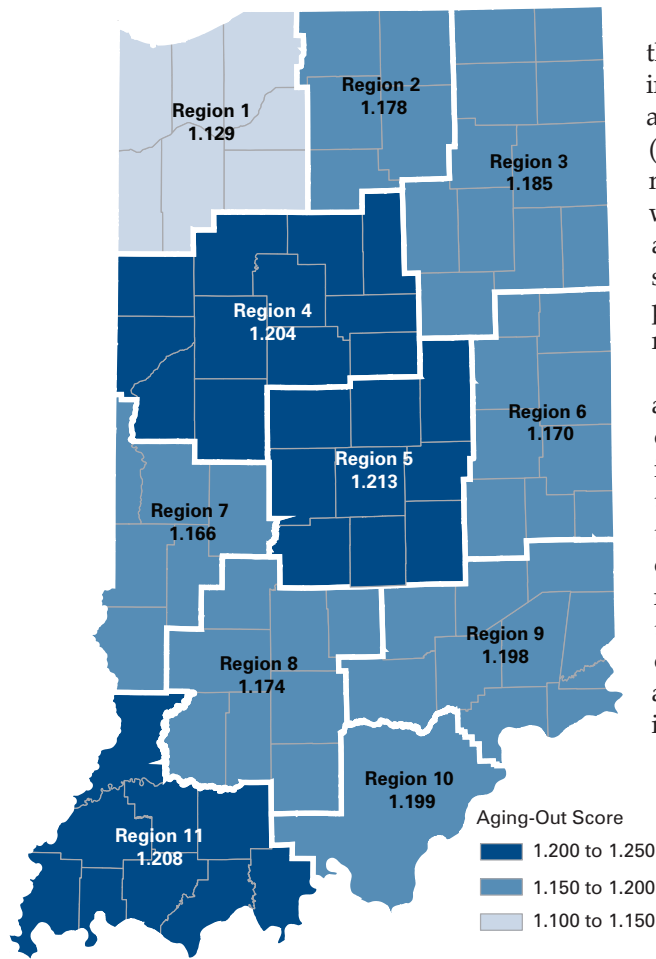 Region 1
1.129
Region 2
1.178
Region 3
1.185
Region 4
1.204
Region 5
1.213
Region 6
1.170
Region 7
1.166
Region 8
1.174
Region 9
1.198
Region 10
1.199
Region 11
1.208
Aging-Out Score
1.200 to 1.250
1.150 to 1.200
1.100 to 1.150